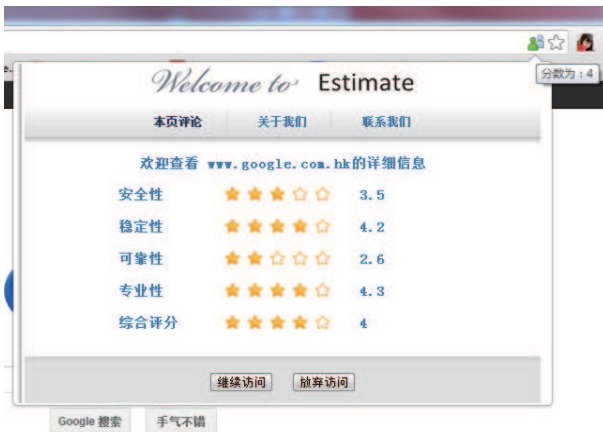 分数为：4
Welcome to Estimate
本页评论 关于我们 联系我们
欢迎查看 www.google.com.hk的详细信息
安全性 3.5
稳定性 4.2
可靠性 2.6
专业性 4.3
综合评分 4
继续访问 放弃访问
Google 搜索 手气不错